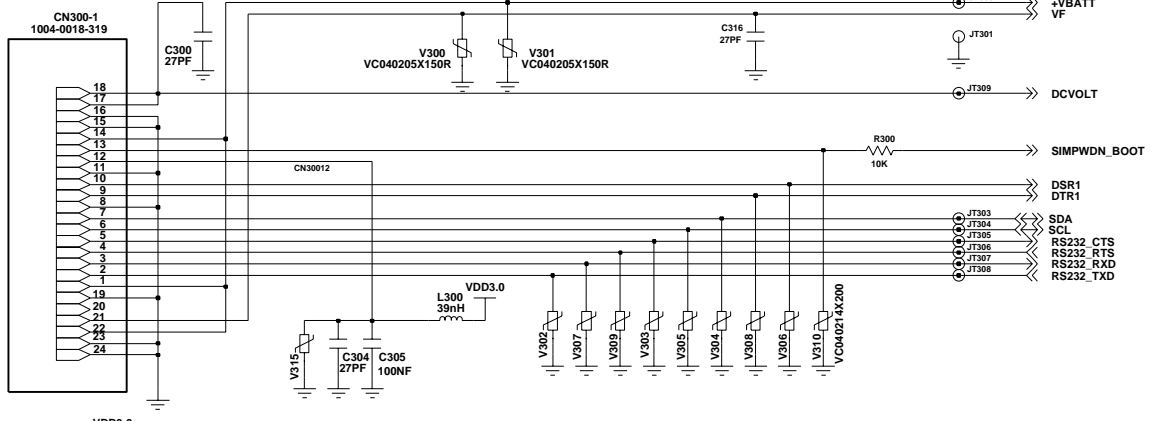 CN300-1
1004-0018-319
+VBATT
VF
C300
27PF
V300
VC040205X150R
V301
VC040205X150R
C316
27PF
JT301
JT309
DCVOLT
18
17
16
15
14
13
12
11
10
9
8
7
6
5
4
3
2
1
19
20
21
22
23
24
CN30012
R300
10K
SIMPWDN_BOOT
DSR1
DTR1
JT303
SDA
JT304
SCL
JT305
RS232_CTS
JT306
RS232_RTS
JT307
RS232_RXD
JT308
RS232_TXD
VDD3.0
L300
39nH
V315
C304
27PF
C305
100NF
V302
V307
V309
V303
V305
V304
V308
V306
V310
VC040214X200